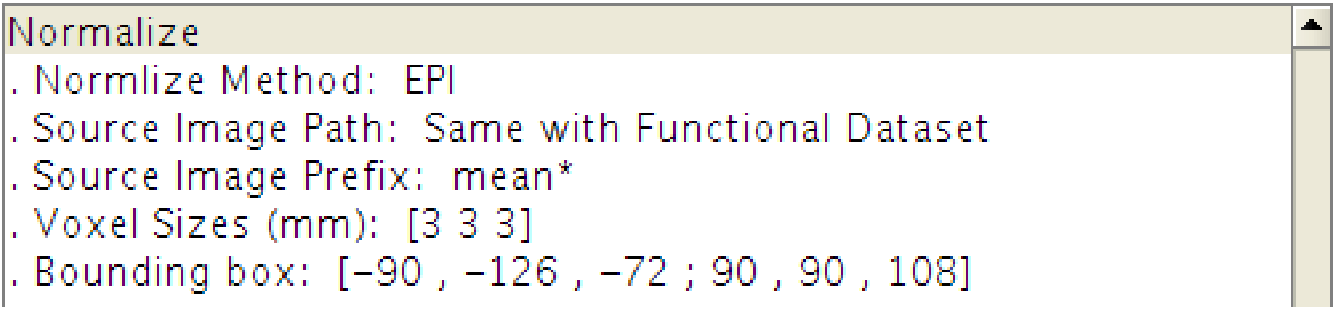 Normalize
. Normlize Method: EPI
. Source Image Path: Same with Functional Dataset
. Source Image Prefix: mean*
. Voxel Sizes (mm): [3 3 3]
. Bounding box: [−90 , −126 , −72 ; 90 , 90 , 108]